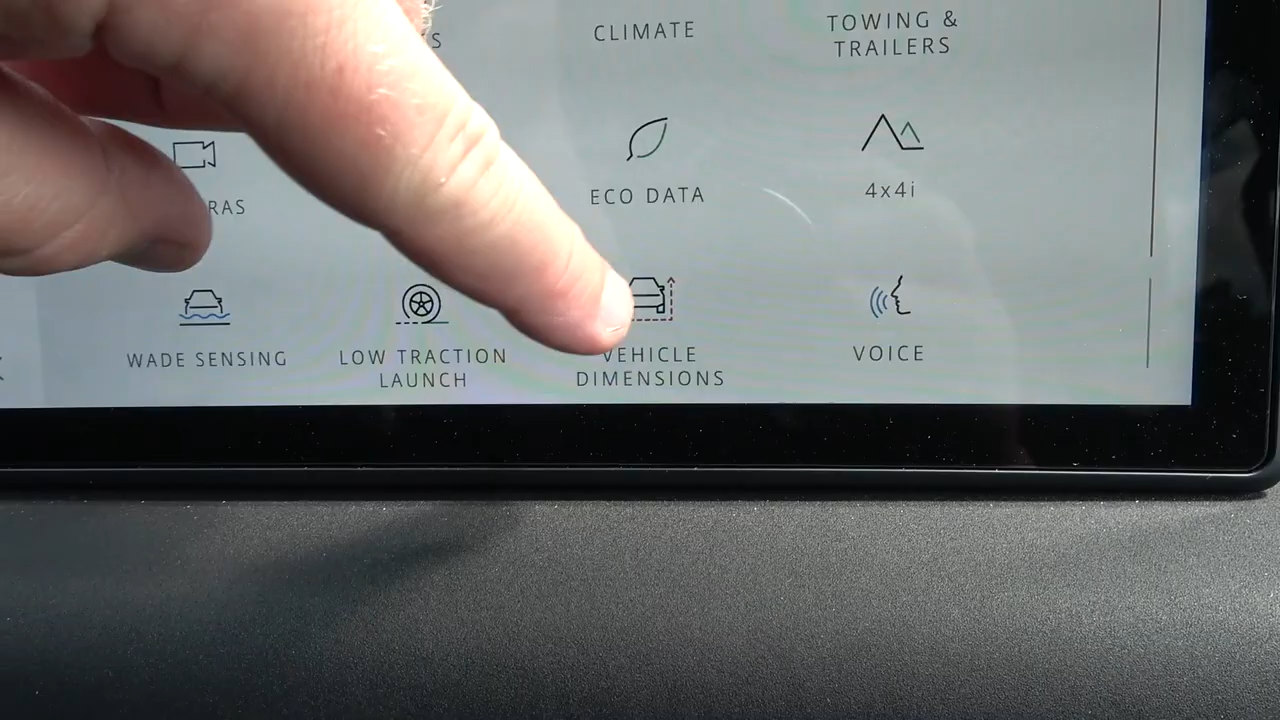 CLIMATE
TOWING &
TRAILERS
ECO DATA
4x4i
WADE SENSING
LOW TRACTION
LAUNCH
VEHICLE
DIMENSIONS
VOICE